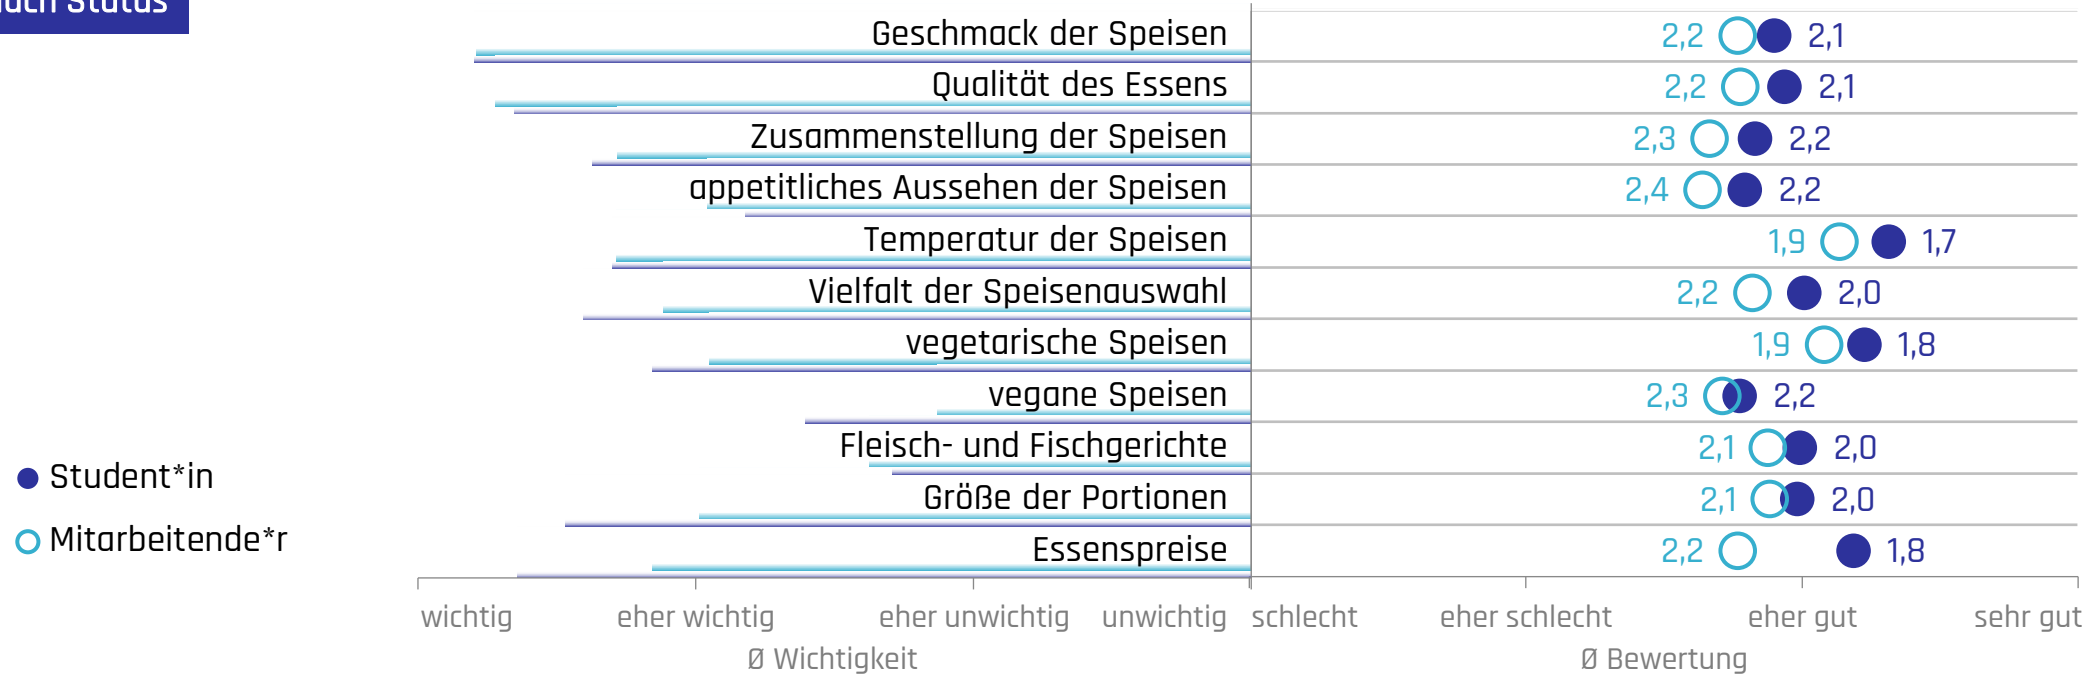 nach Status
Geschmack der Speisen 2,2 2,1
Qualität des Essens 2,2 2,1
Zusammenstellung der Speisen 2,3 2,2
appetitliches Aussehen der Speisen 2,4 2,2
Temperatur der Speisen 1,9 1,7
Vielfalt der Speisenauswahl 2,2 2,0
vegetarische Speisen 1,9 1,8
vegane Speisen 2,3 2,2
Fleisch- und Fischgerichte 2,1 2,0
Student*in
Größe der Portionen 2,1 2,0
Mitarbeitende*r
Essenspreise 2,2 1,8
wichtig eher wichtig eher unwichtig unwichtig schlecht eher schlecht eher gut sehr gut
Ø Wichtigkeit Ø Bewertung